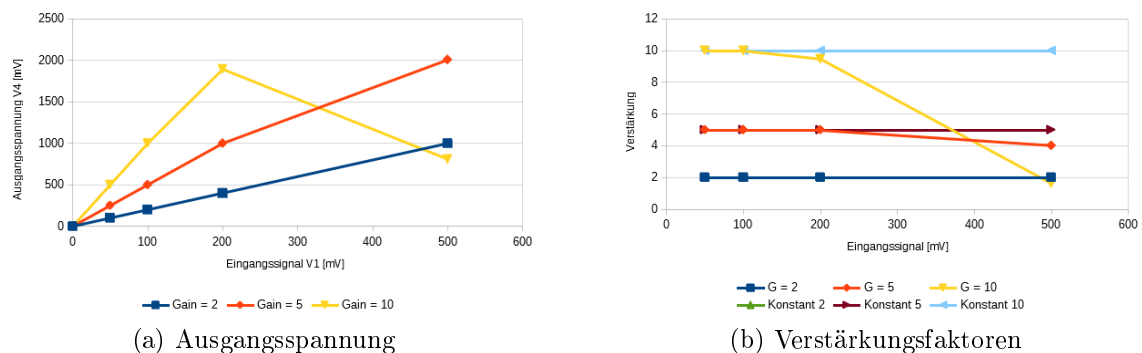 2500
2000
1500
1000
500
0
Ausgangsspannung V4 [mV]
0 100 200 300 400 500 600
Eingangssignal V1 [mV]
Gain = 2 Gain = 5 Gain = 10
(a) Ausgangsspannung
12
10
8
6
4
2
0
Verstärkung
0 100 200 300 400 500 600
Eingangssignal [mV]
G = 2 G = 5 G = 10
Konstant 2 Konstant 5 Konstant 10
(b) Verstärkungsfaktoren